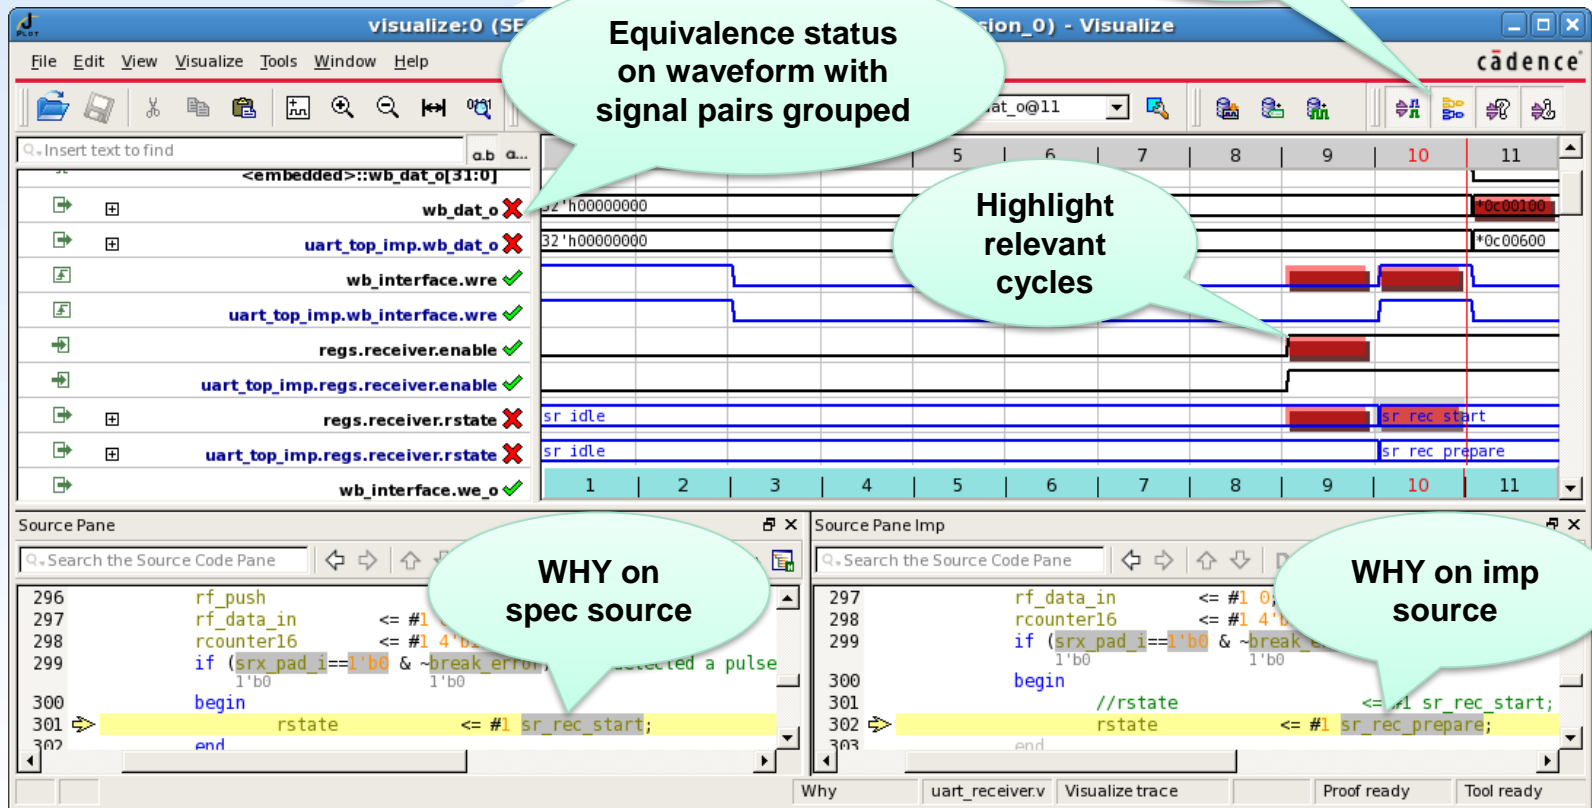 visualize:0 (SE
sion_0) - Visualize
Equivalence status
on waveform with
signal pairs grouped
File Edit View Visualize Tools Window Help
cādence
at_o@11
Insert text to find
a.b a...
5 6 7 8 9 10 11
<embedded>::wb_dat_o[31:0]
wb_dat_o
32'h00000000
*0c00100
uart_top_imp.wb_dat_o
32'h00000000
*0c00600
Highlight
relevant
cycles
wb_interface.wre
uart_top_imp.wb_interface.wre
regs.receiver.enable
uart_top_imp.regs.receiver.enable
regs.receiver.rstate
sr idle
sr rec start
uart_top_imp.regs.receiver.rstate
sr idle
sr rec prepare
wb_interface.we_o
1 2 3 4 5 6 7 8 9 10 11
Source Pane
Search the Source Code Pane
WHY on
spec source
296 rf_push
297 rf_data_in <= #1
298 rcounter16 <= #1 4'b1
299 if (srx_pad_i==1'b0 & ~break_error) tected a pulse
1'b0 1'b0
300 begin
301 rstate <= #1 sr_rec_start;
302 end
Source Pane Imp
Search the Source Code Pane
WHY on imp
source
297 rf_data_in <= #1 0;
298 rcounter16 <= #1 4'b
299 if (srx_pad_i==1'b0 & ~break_e
1'b0 1'b0
300 begin
301 //rstate <= #1 sr_rec_start;
302 rstate <= #1 sr_rec_prepare;
303 end
Why uart_receiver.v Visualize trace Proof ready Tool ready